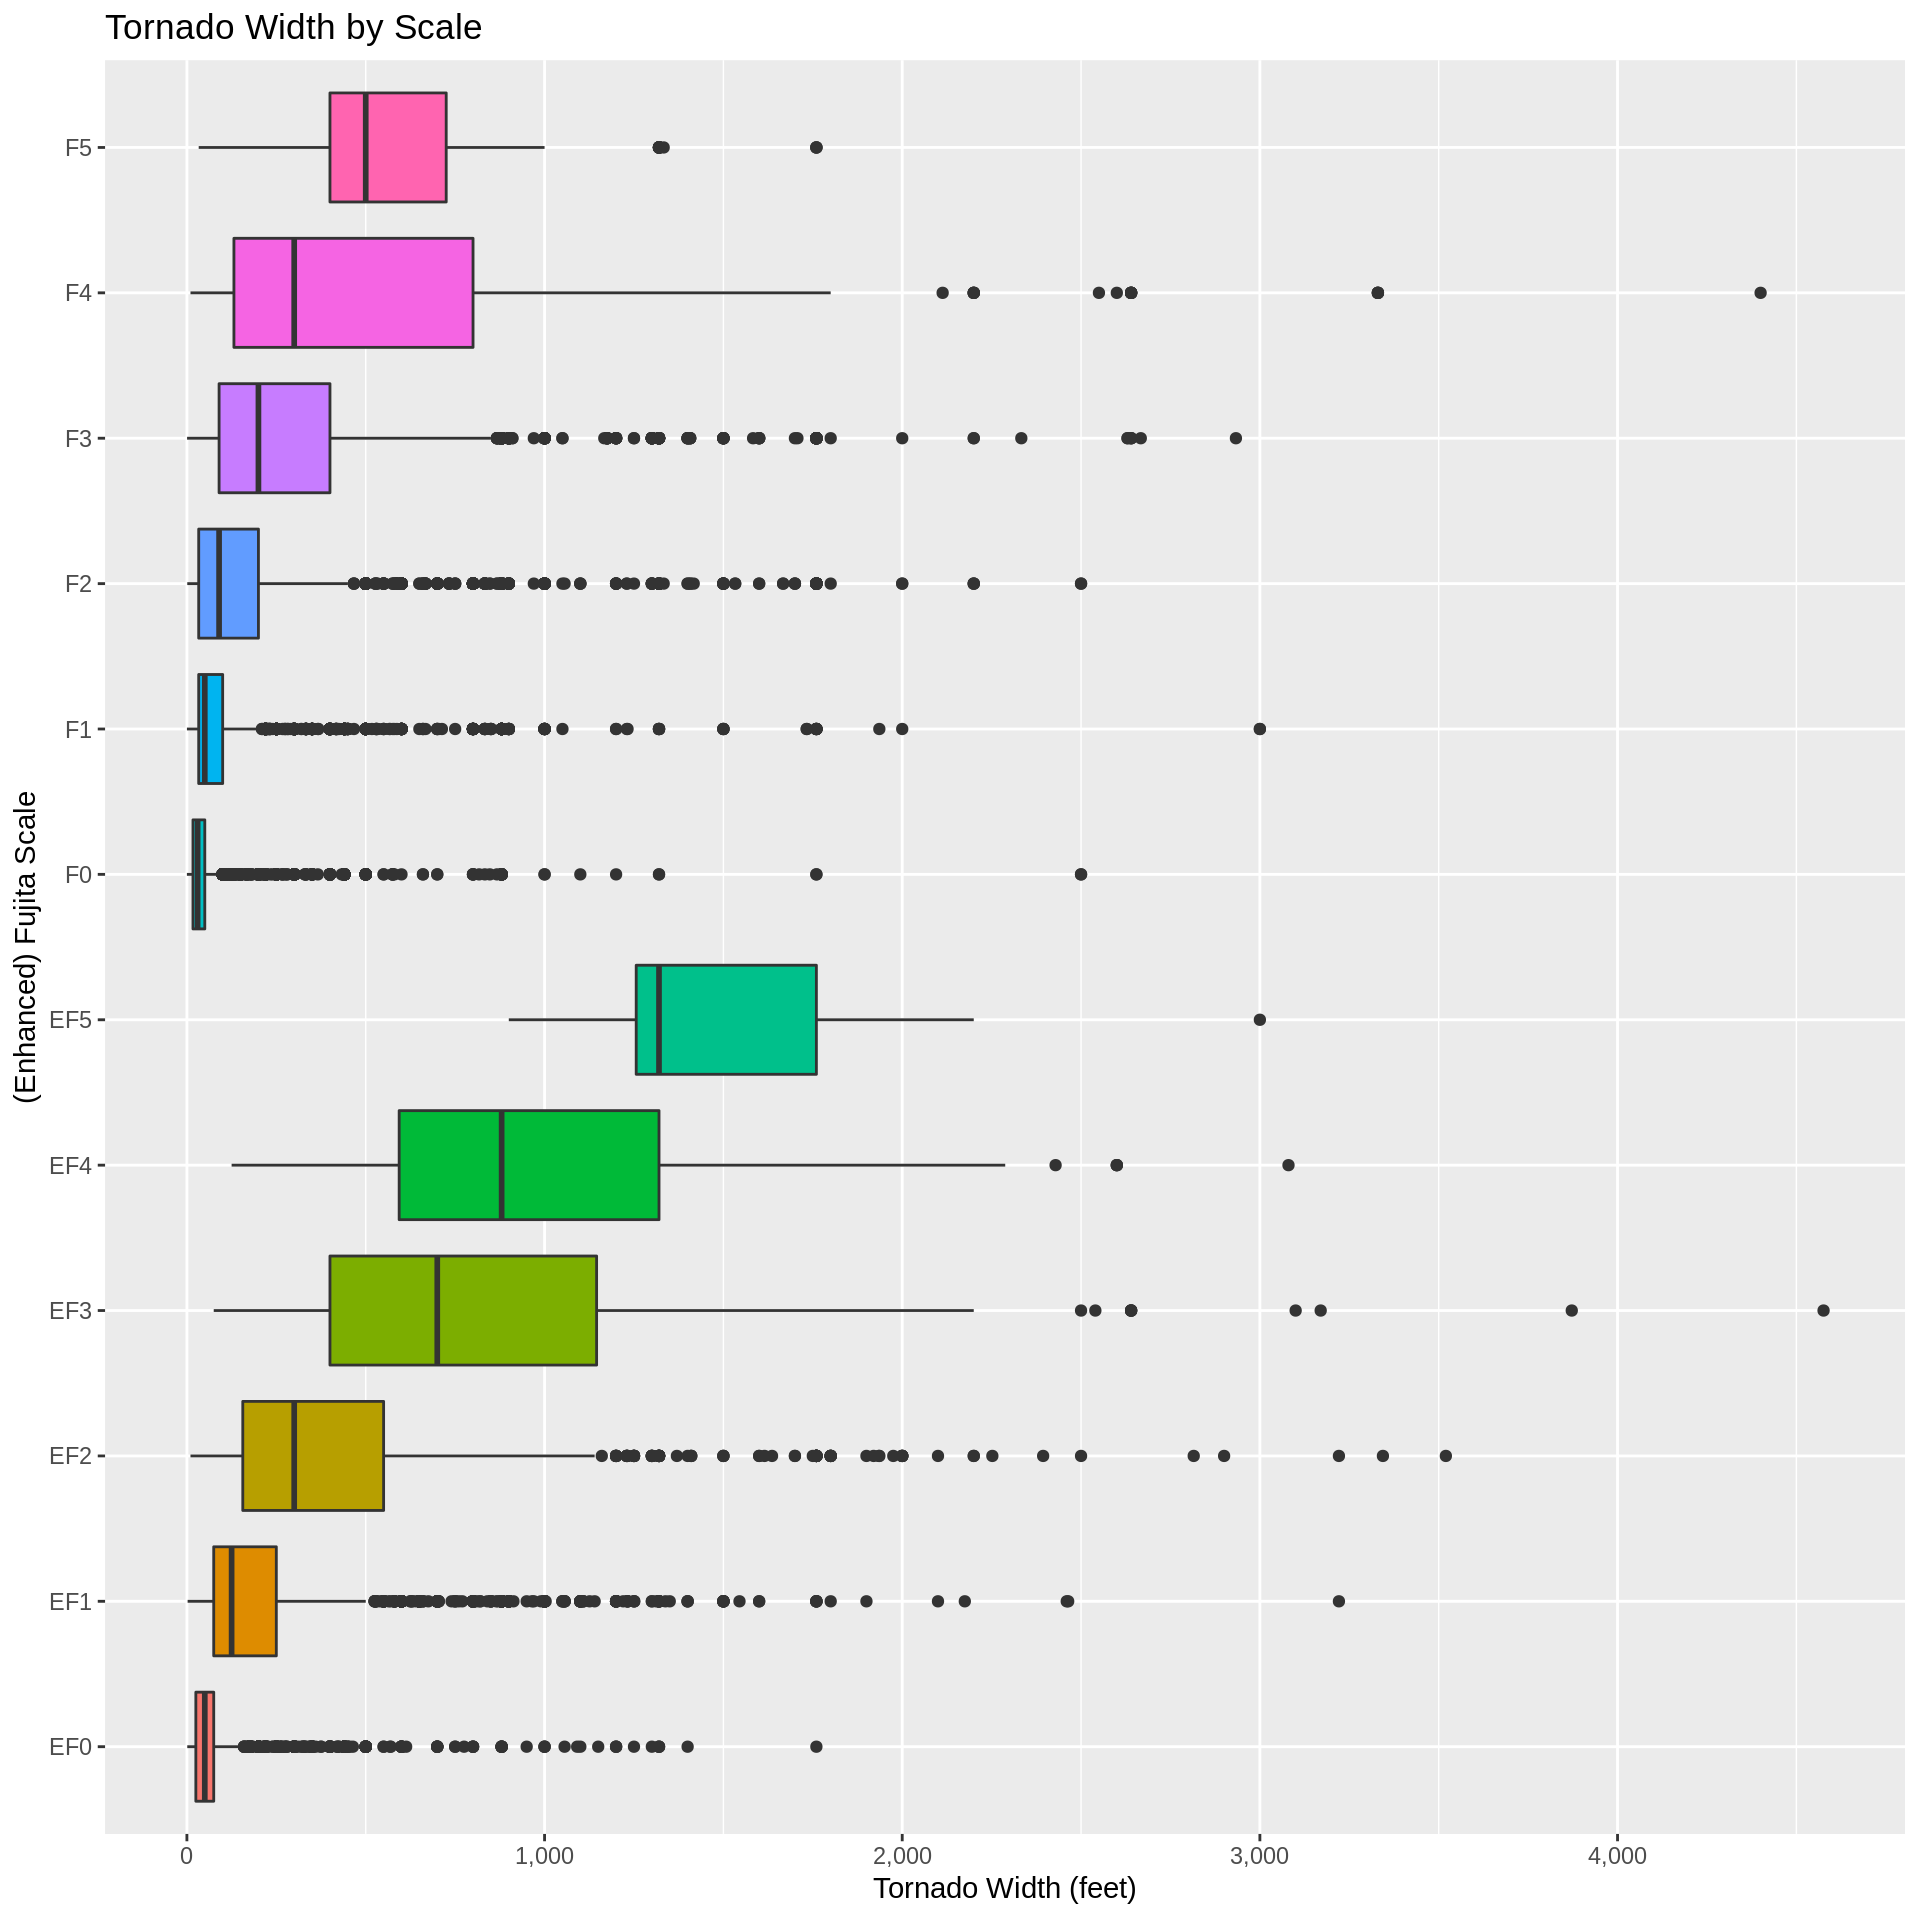 Tornado Width by Scale
(Enhanced) Fujita Scale
F5
F4
F3
F2
F1
F0
EF5
EF4
EF3
EF2
EF1
EF0
0 1,000 2,000 3,000 4,000
Tornado Width (feet)